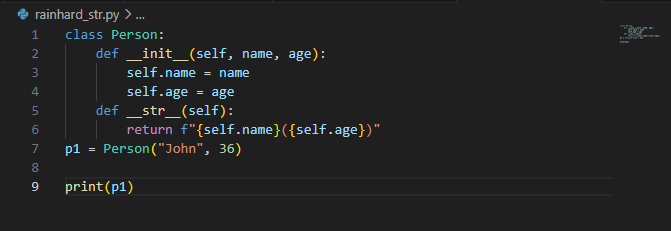 rainhard_str.py > ...
1 class Person:
2     def __init__(self, name, age):
3         self.name = name
4         self.age = age
5     def __str__(self):
6         return f"{self.name}({self.age})"
7 p1 = Person("John", 36)
8
9 print(p1)